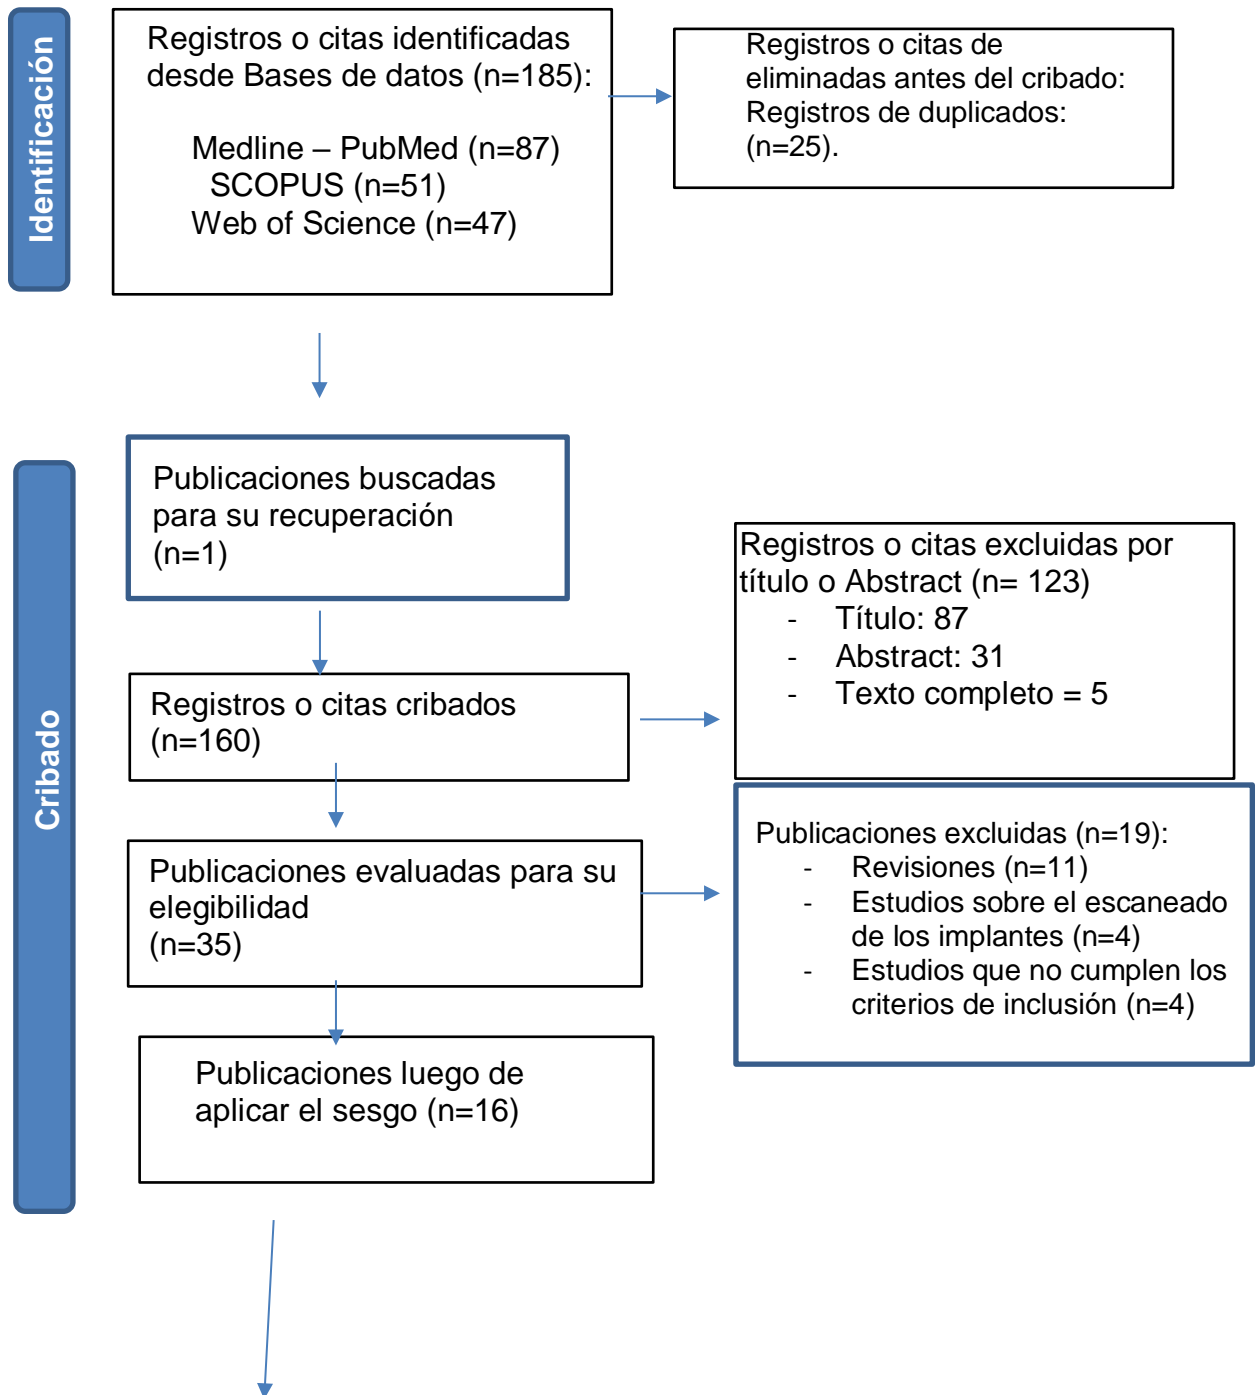 Identificación
Registros o citas identificadas
desde Bases de datos (n=185):
Medline – PubMed (n=87)
SCOPUS (n=51)
Web of Science (n=47)
Registros o citas de
eliminadas antes del cribado:
Registros de duplicados:
(n=25).
Cribado
Publicaciones buscadas
para su recuperación
(n=1)
Registros o citas cribados
(n=160)
Registros o citas excluidas por
título o Abstract (n= 123)
- Título: 87
- Abstract: 31
- Texto completo = 5
Publicaciones evaluadas para su
elegibilidad
(n=35)
Publicaciones excluidas (n=19):
- Revisiones (n=11)
- Estudios sobre el escaneado
de los implantes (n=4)
- Estudios que no cumplen los
criterios de inclusión (n=4)
Publicaciones luego de
aplicar el sesgo (n=16)